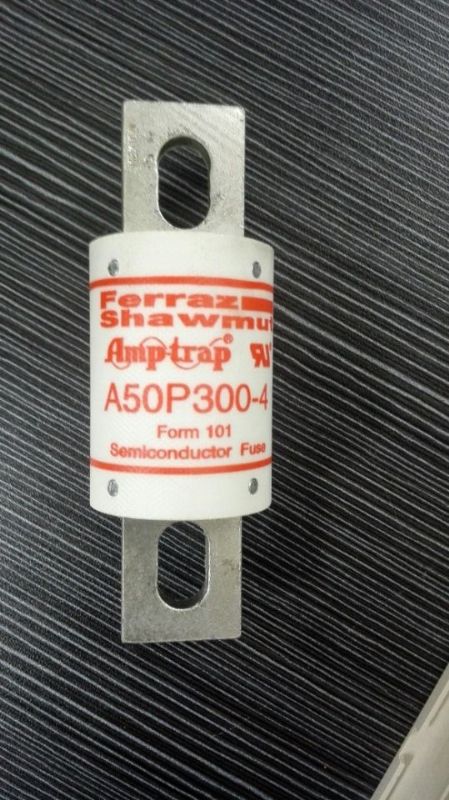 Ferraz
Shawmut
Amp-trap®
A50P300-4
Form 101
Semiconductor Fuse